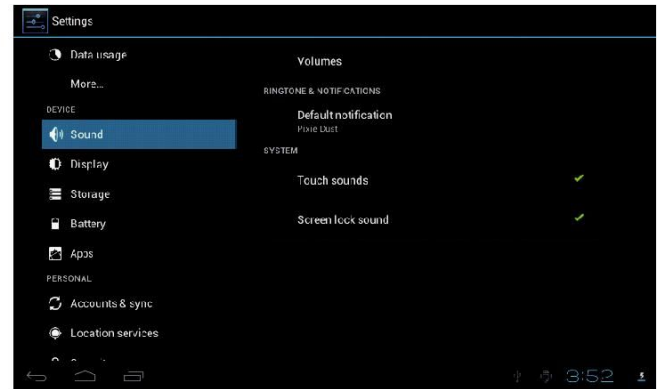 Settings
Data usage
More...
DEVICE
Sound
Display
Storage
Battery
Apps
PERSONAL
Accounts & sync
Location services
Volumes
RINGTONE & NOTIFICATIONS
Default notification
Pixie Dust
SYSTEM
Touch sounds
Screen lock sound
3:52